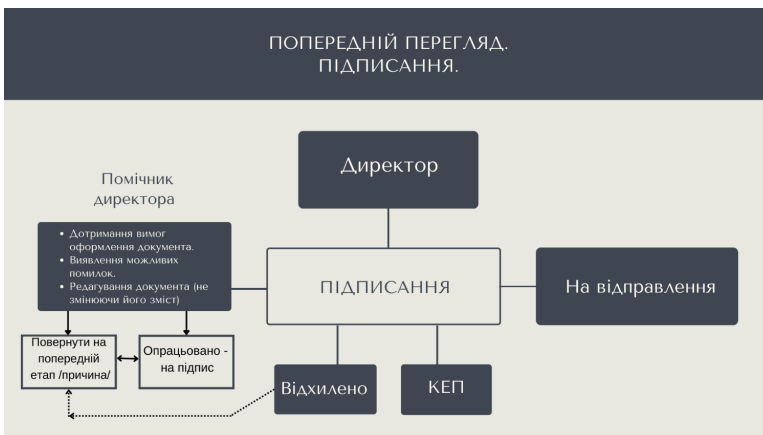 ПОПЕРЕДНІЙ ПЕРЕГЛЯД.
ПІДПИСАННЯ.
Директор
Помічник
директора
• Дотримання вимог
оформлення документа.
• Виявлення можливих
помилок.
• Редагування документа (не
змінюючи його зміст)
ПІДПИСАННЯ
На відправлення
Повернути на
попередній
етап /причина/
Опрацьовано -
на підпис
Відхилено
КЕП